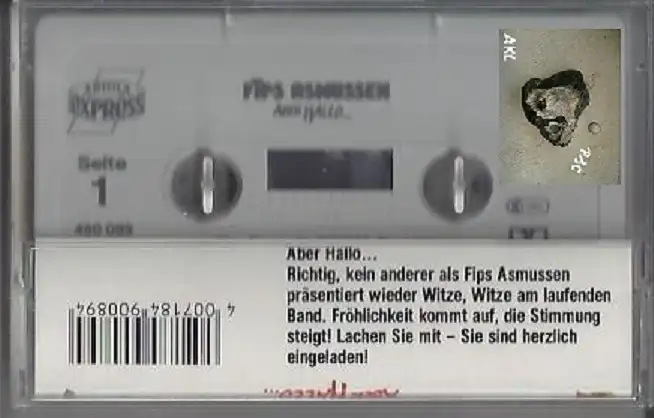 ARIOLA
EXPRESS
FIPS ASMUSSEN
ABER HALLO...
AKL
Seite
1
Aber Hallo...
Richtig, kein anderer als Fips Asmussen
präsentiert wieder Witze, Witze am laufenden
Band. Fröhlichkeit kommt auf, die Stimmung
steigt! Lachen Sie mit – Sie sind herzlich
eingeladen!
4 007184 900894